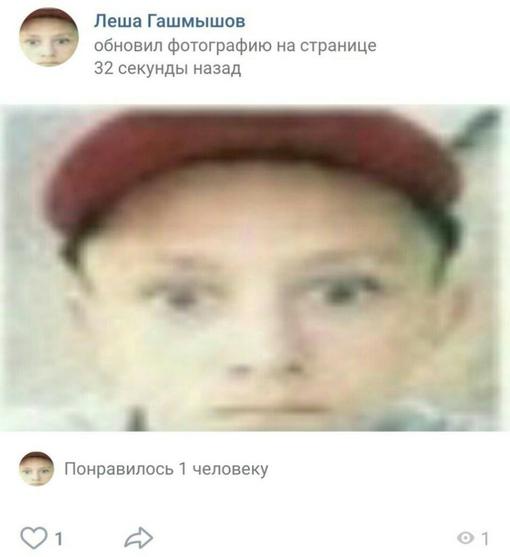 Леша Гашмышов
обновил фотографию на странице
32 секунды назад
Понравилось 1 человеку
1
1